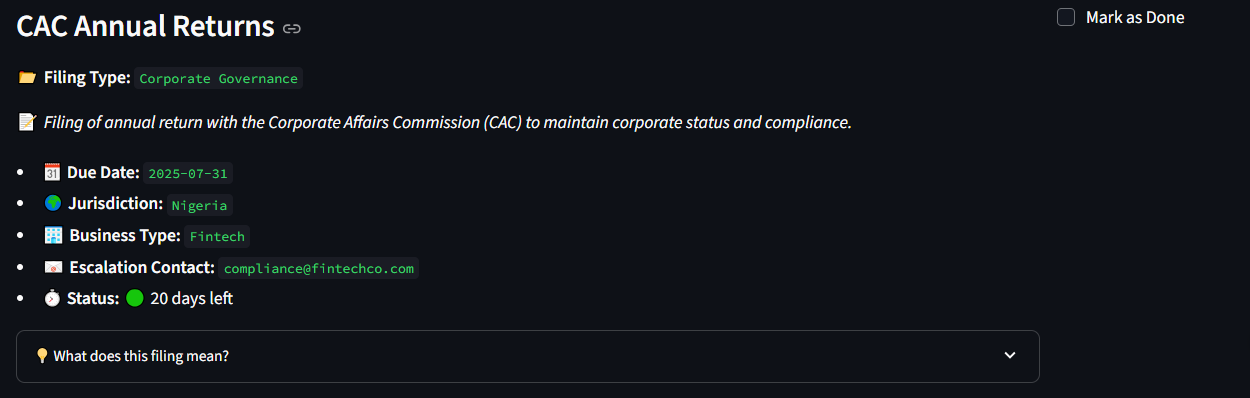 CAC Annual Returns
Mark as Done
Filing Type: Corporate Governance
Filing of annual return with the Corporate Affairs Commission (CAC) to maintain corporate status and compliance.
Due Date: 2025-07-31
Jurisdiction: Nigeria
Business Type: Fintech
Escalation Contact: compliance@fintechco.com
Status: 20 days left
What does this filing mean?